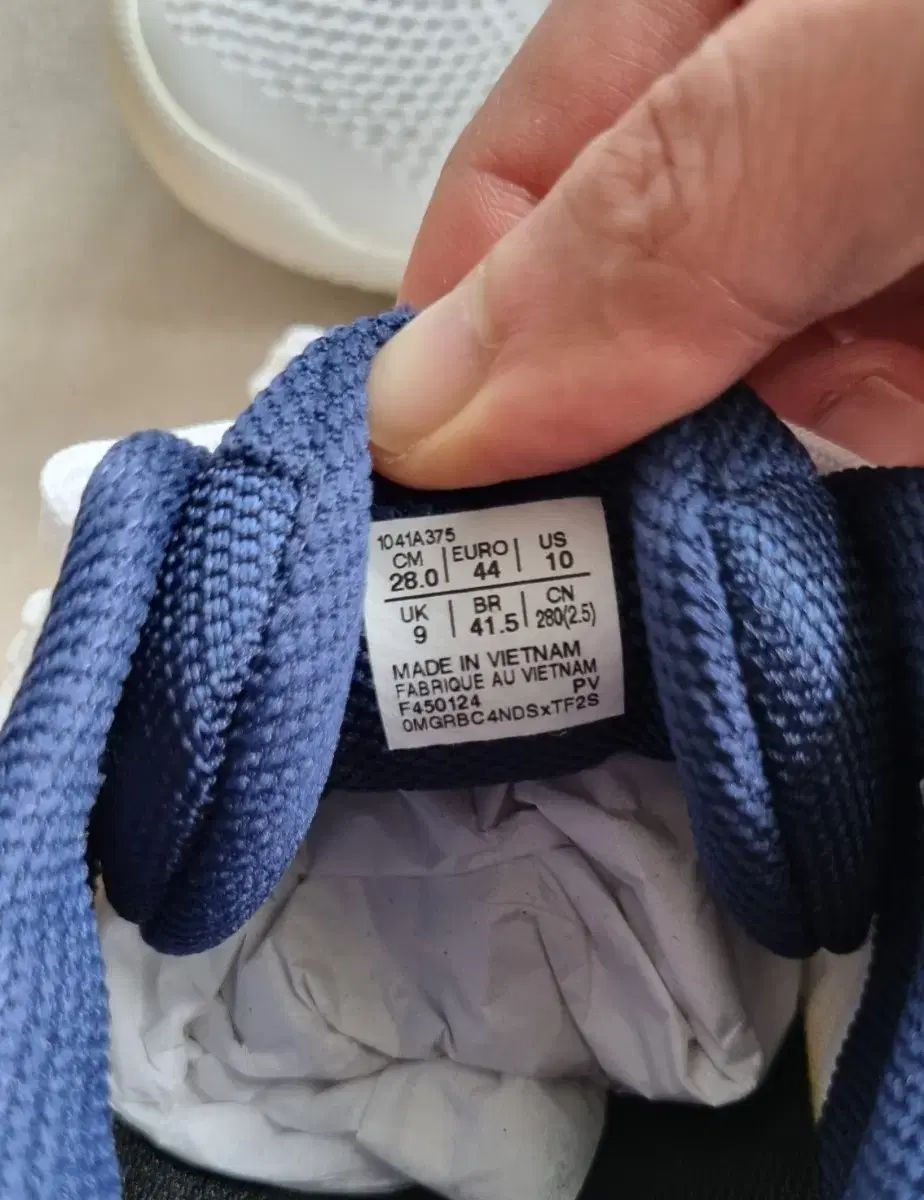 1041A375
CM | EURO | US
28.0 | 44 | 10
UK | BR | CN
9 | 41.5 | 280(2.5)
MADE IN VIETNAM
FABRIQUE AU VIETNAM
F450124 PV
0MGRBC4NDSxTF2S